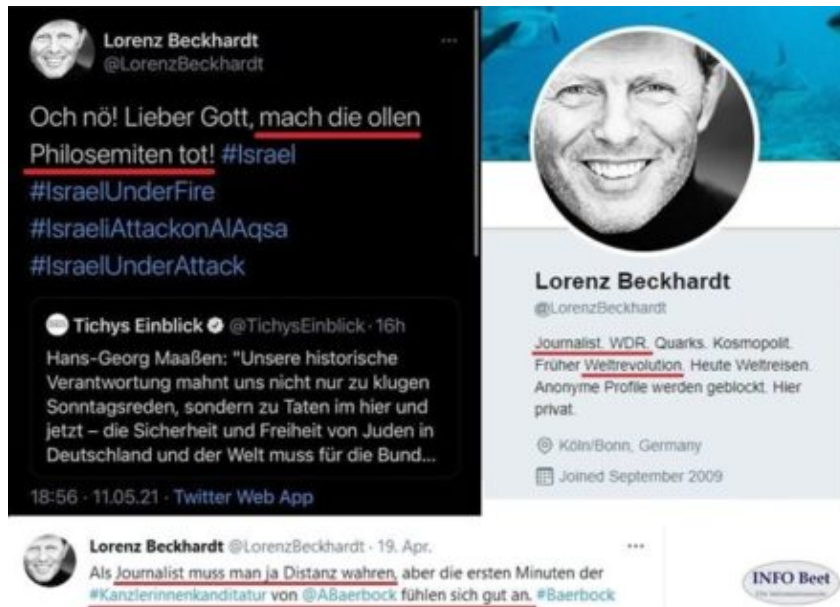 Lorenz Beckhardt
@LorenzBeckhardt
Och nö! Lieber Gott, mach die ollen
Philosemiten tot! #Israel
#IsraelUnderFire
#IsraeliAttackonAlAqsa
#IsraelUnderAttack
Tichys Einblick @TichysEinblick · 16h
Hans-Georg Maaßen: "Unsere historische
Verantwortung mahnt uns nicht nur zu klugen
Sonntagsreden, sondern zu Taten im hier und
jetzt – die Sicherheit und Freiheit von Juden in
Deutschland und der Welt muss für die Bund...
18:56 · 11.05.21 · Twitter Web App
Lorenz Beckhardt
@LorenzBeckhardt
Journalist. WDR. Quarks. Kosmopolit.
Früher Weltrevolution. Heute Weltreisen.
Anonyme Profile werden geblockt. Hier
privat.
Köln/Bonn, Germany
Joined September 2009
Lorenz Beckhardt @LorenzBeckhardt · 19. Apr.
Als Journalist muss man ja Distanz wahren, aber die ersten Minuten der
#Kanzlerinnenkanditatur von @ABaerbock fühlen sich gut an. #Baerbock
INFO Beet